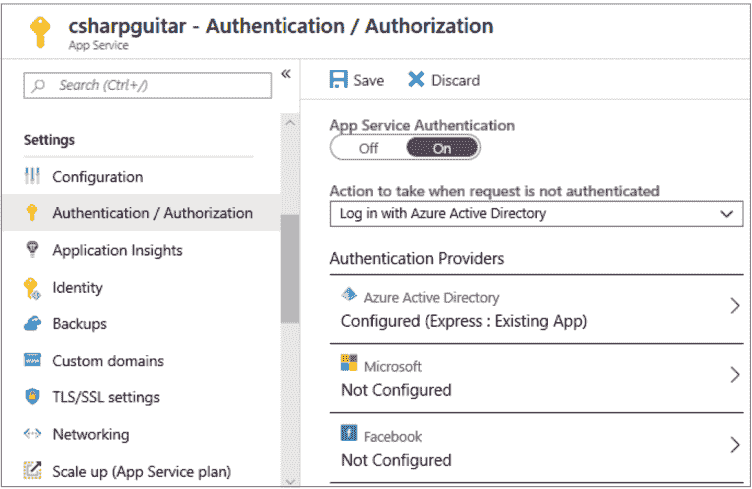 csharpguitar - Authentication / Authorization
App Service
Search (Ctrl+/)
«
Settings
Configuration
Authentication / Authorization
Application Insights
Identity
Backups
Custom domains
TLS/SSL settings
Networking
Scale up (App Service plan)
Save
Discard
App Service Authentication
Off
On
Action to take when request is not authenticated
Log in with Azure Active Directory
Authentication Providers
Azure Active Directory
Configured (Express : Existing App)
Microsoft
Not Configured
Facebook
Not Configured